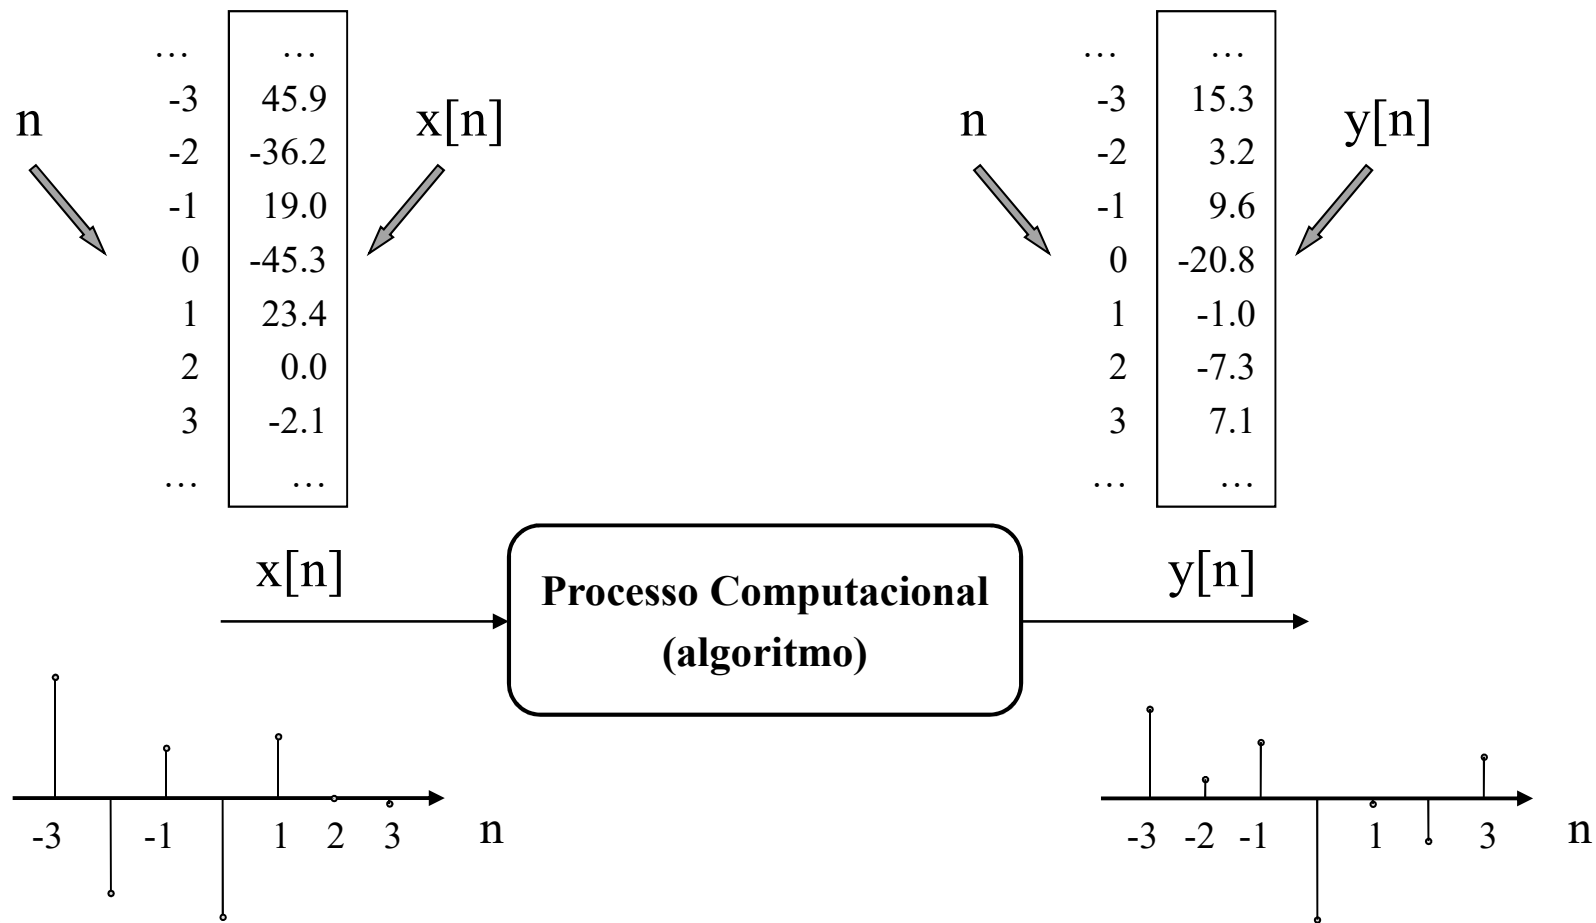 … …
-3 45.9
n
x[n]
-2 -36.2
-1 19.0
0 -45.3
1 23.4
2 0.0
3 -2.1
… …
… …
-3 15.3
n
y[n]
-2 3.2
-1 9.6
0 -20.8
1 -1.0
2 -7.3
3 7.1
… …
x[n]
Processo Computacional
(algoritmo)
y[n]
-3 -1 1 2 3 n
-3 -2 -1 1 3 n